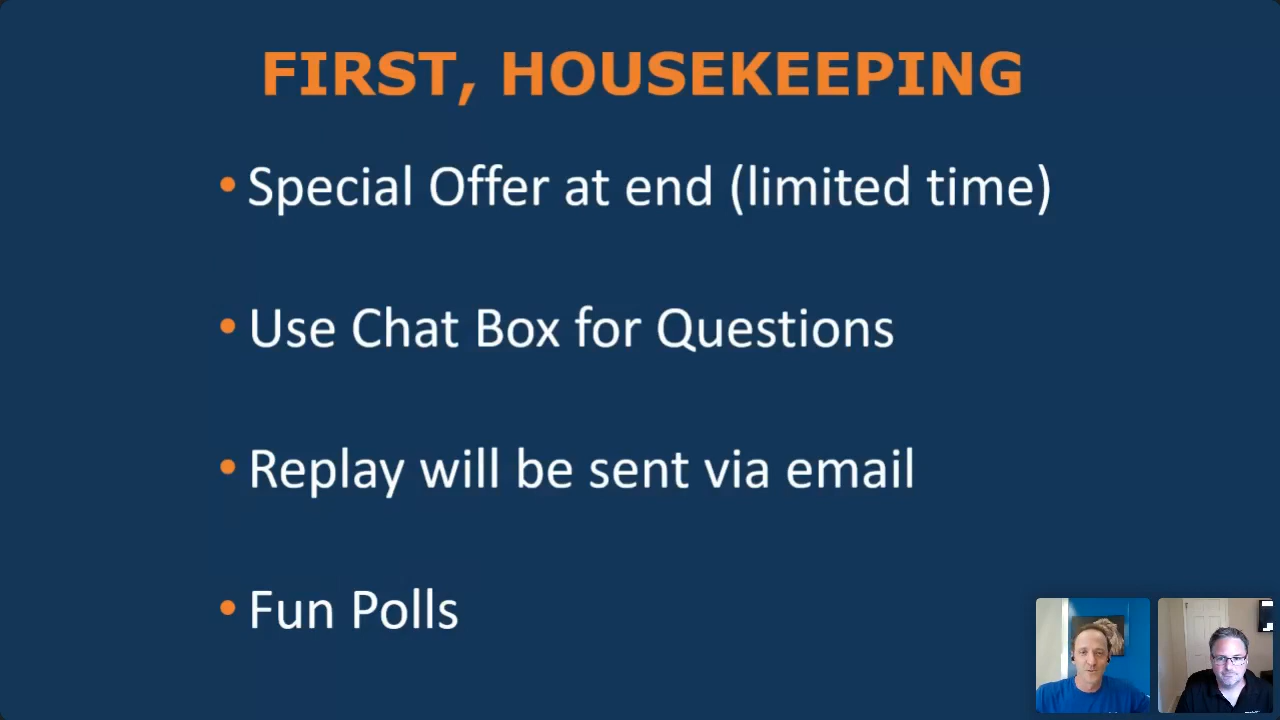 FIRST, HOUSEKEEPING
• Special Offer at end (limited time)
• Use Chat Box for Questions
• Replay will be sent via email
• Fun Polls